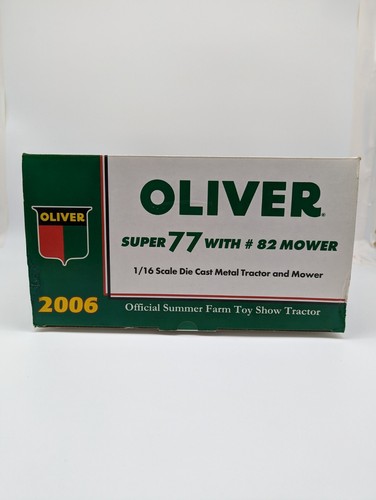 OLIVER
OLIVER®
SUPER 77 WITH # 82 MOWER
1/16 Scale Die Cast Metal Tractor and Mower
2006
Official Summer Farm Toy Show Tractor